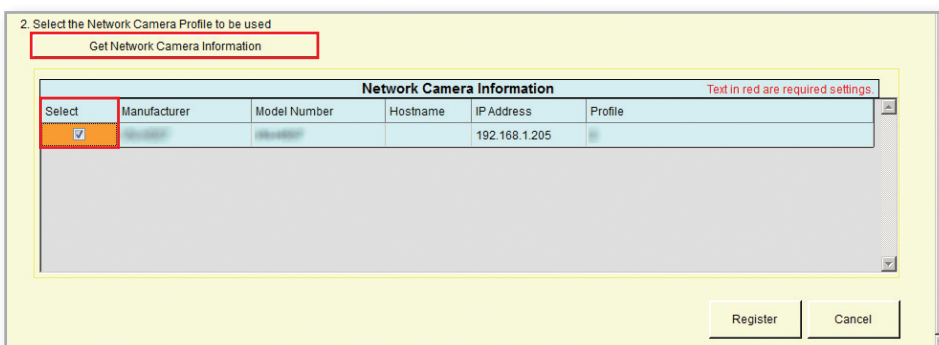 2. Select the Network Camera Profile to be used
Get Network Camera Information
Network Camera Information Text in red are required settings.
Select Manufacturer Model Number Hostname IP Address Profile
192.168.1.205
Register Cancel